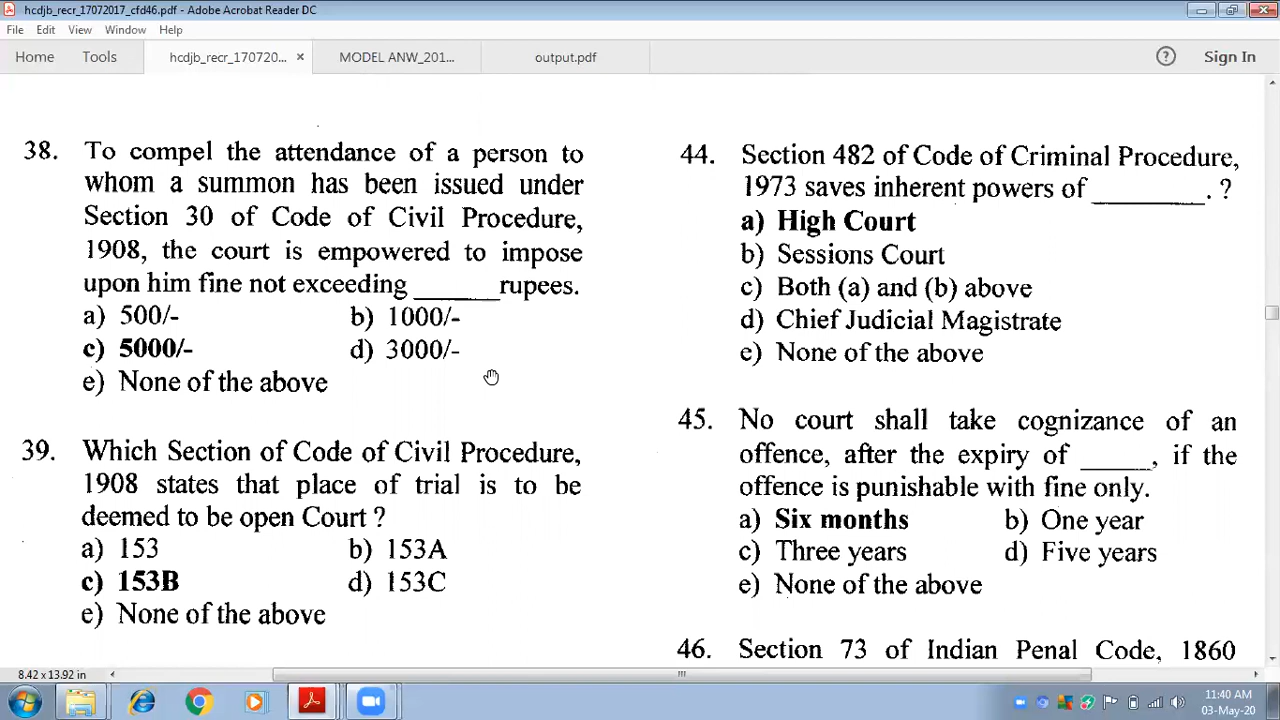 hcdjb_recr_17072017_cfd46.pdf - Adobe Acrobat Reader DC
File Edit View Window Help
Home Tools hcdjb_recr_170720... × MODEL ANW_201... output.pdf ? Sign In
38. To compel the attendance of a person to
whom a summon has been issued under
Section 30 of Code of Civil Procedure,
1908, the court is empowered to impose
upon him fine not exceeding ______ rupees.
a) 500/- b) 1000/-
c) 5000/- d) 3000/-
e) None of the above
39. Which Section of Code of Civil Procedure,
1908 states that place of trial is to be
deemed to be open Court ?
a) 153 b) 153A
c) 153B d) 153C
e) None of the above
44. Section 482 of Code of Criminal Procedure,
1973 saves inherent powers of ________. ?
a) High Court
b) Sessions Court
c) Both (a) and (b) above
d) Chief Judicial Magistrate
e) None of the above
45. No court shall take cognizance of an
offence, after the expiry of _____, if the
offence is punishable with fine only.
a) Six months b) One year
c) Three years d) Five years
e) None of the above
46. Section 73 of Indian Penal Code, 1860
8.42 x 13.92 in
11:40 AM
03-May-20